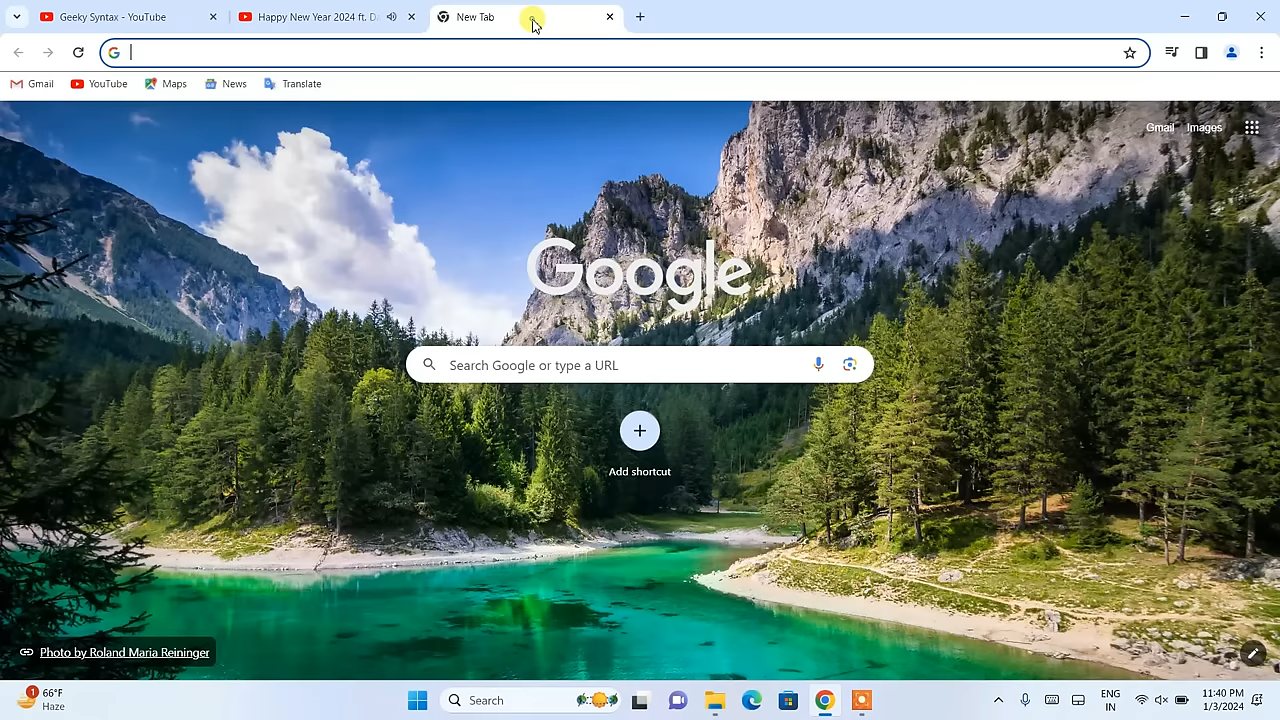 Geeky Syntax - YouTube
Happy New Year 2024 ft. Da
New Tab
Gmail
YouTube
Maps
News
Translate
Gmail
Images
Google
Search Google or type a URL
Add shortcut
Photo by Roland Maria Reininger
1
66°F
Haze
Search
ENG
IN
11:40 PM
1/3/2024